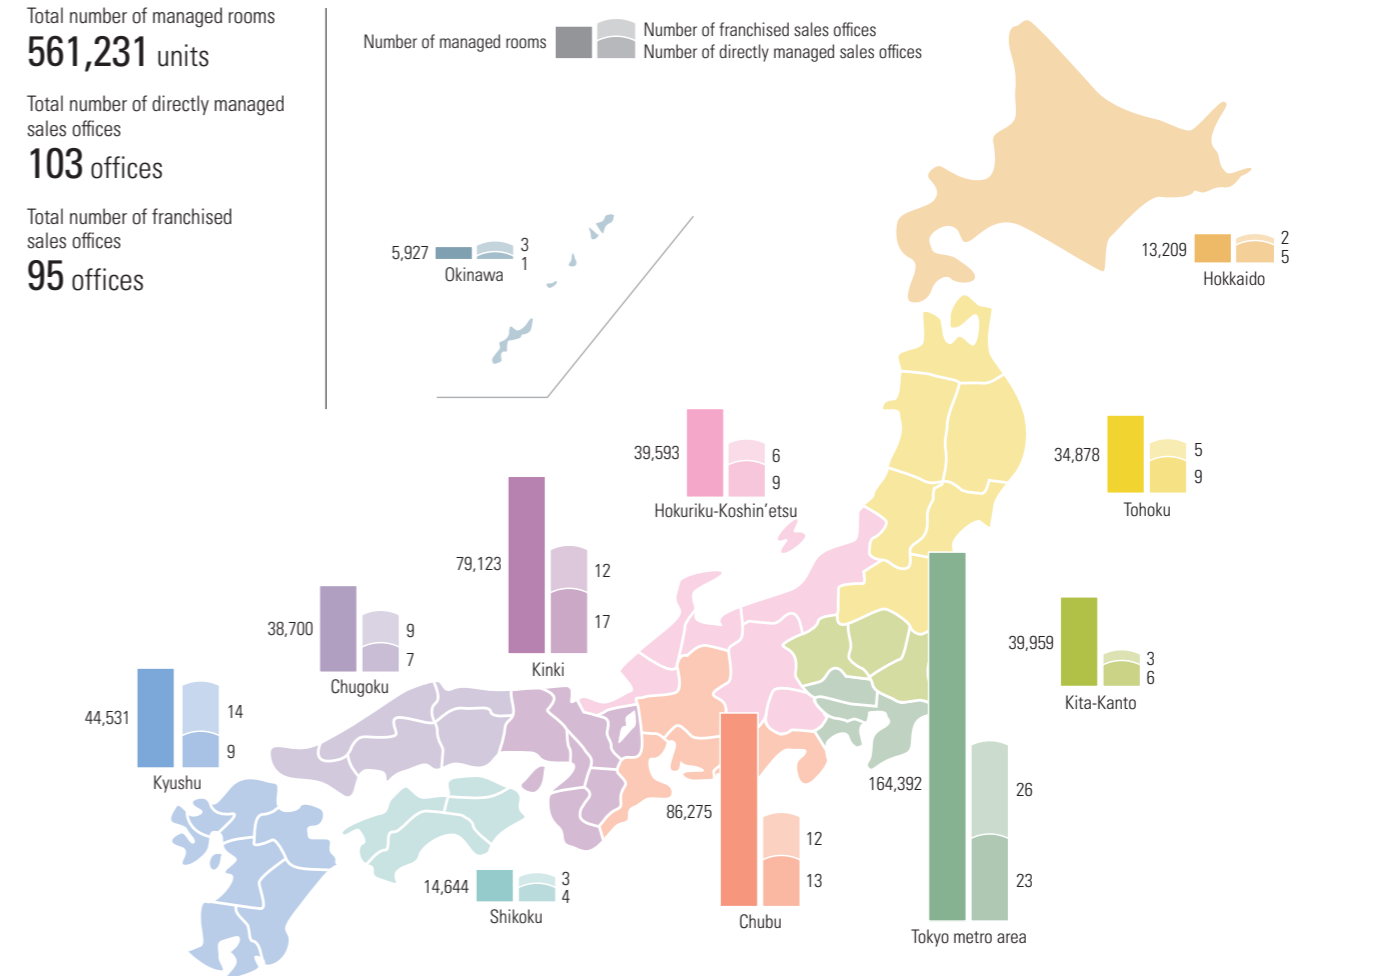 Total number of managed rooms
561,231 units
Total number of directly managed
sales offices
103 offices
Total number of franchised
sales offices
95 offices
Number of managed rooms
Number of franchised sales offices
Number of directly managed sales offices
5,927
3
1
Okinawa
13,209
2
5
Hokkaido
39,593
6
9
Hokuriku-Koshin'etsu
34,878
5
9
Tohoku
79,123
12
17
Kinki
38,700
9
7
Chugoku
39,959
3
6
Kita-Kanto
44,531
14
9
Kyushu
164,392
26
23
Tokyo metro area
86,275
12
13
Chubu
14,644
3
4
Shikoku